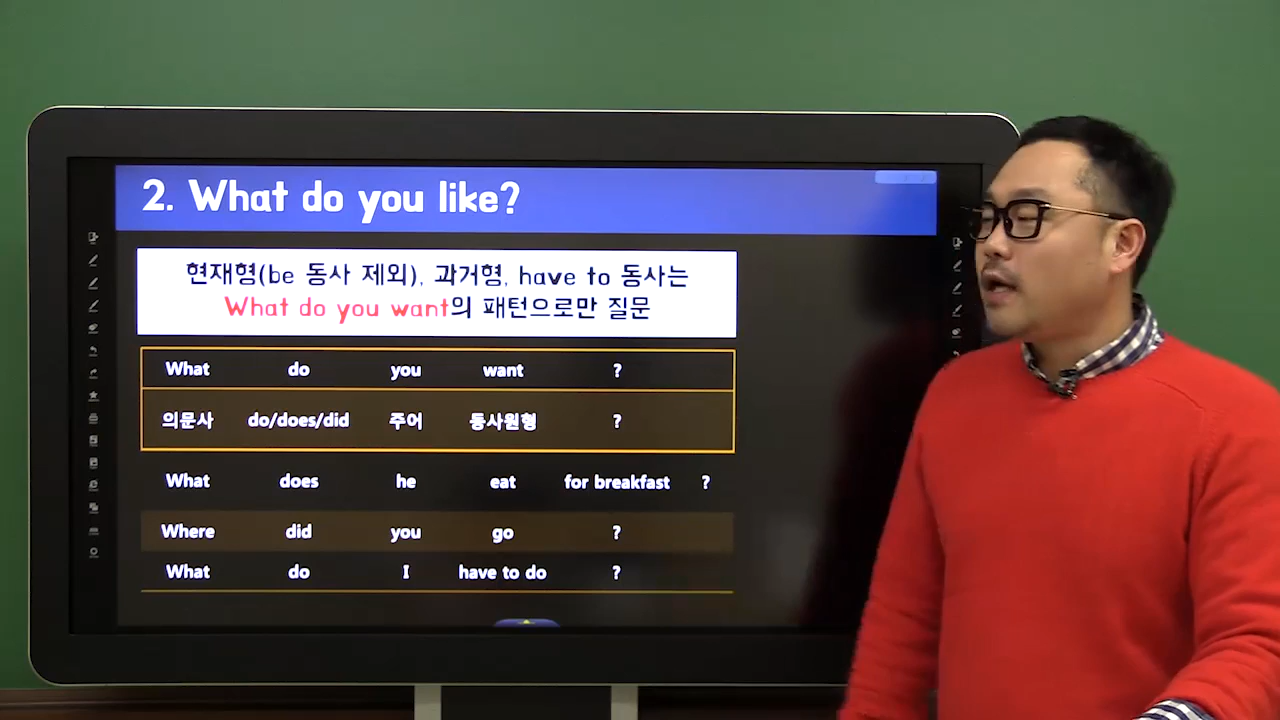 2. What do you like?
현재형(be 동사 제외), 과거형, have to 동사는
What do you want의 패턴으로만 질문
What do you want ?
의문사 do/does/did 주어 동사원형 ?
What does he eat for breakfast ?
Where did you go ?
What do I have to do ?